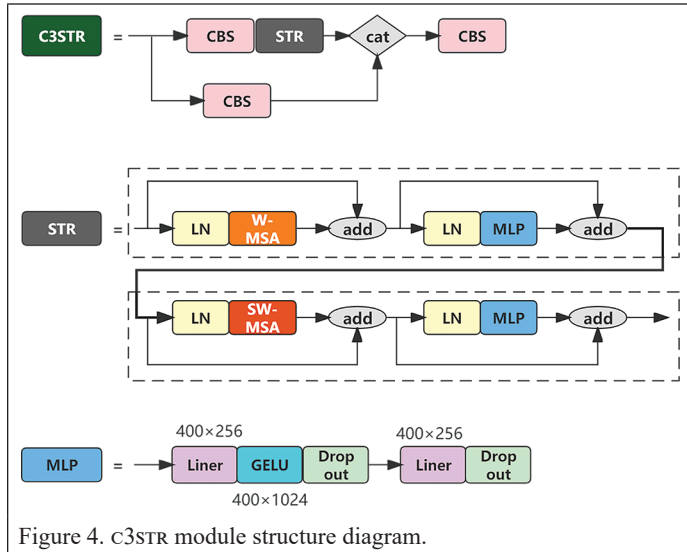 C3STR = CBS STR cat CBS
CBS
STR = LN W-
MSA add LN MLP add
LN SW-
MSA add LN MLP add
400×256 400×256
MLP = Liner GELU Drop
out Liner Drop
out
400×1024
Figure 4. C3STR module structure diagram.